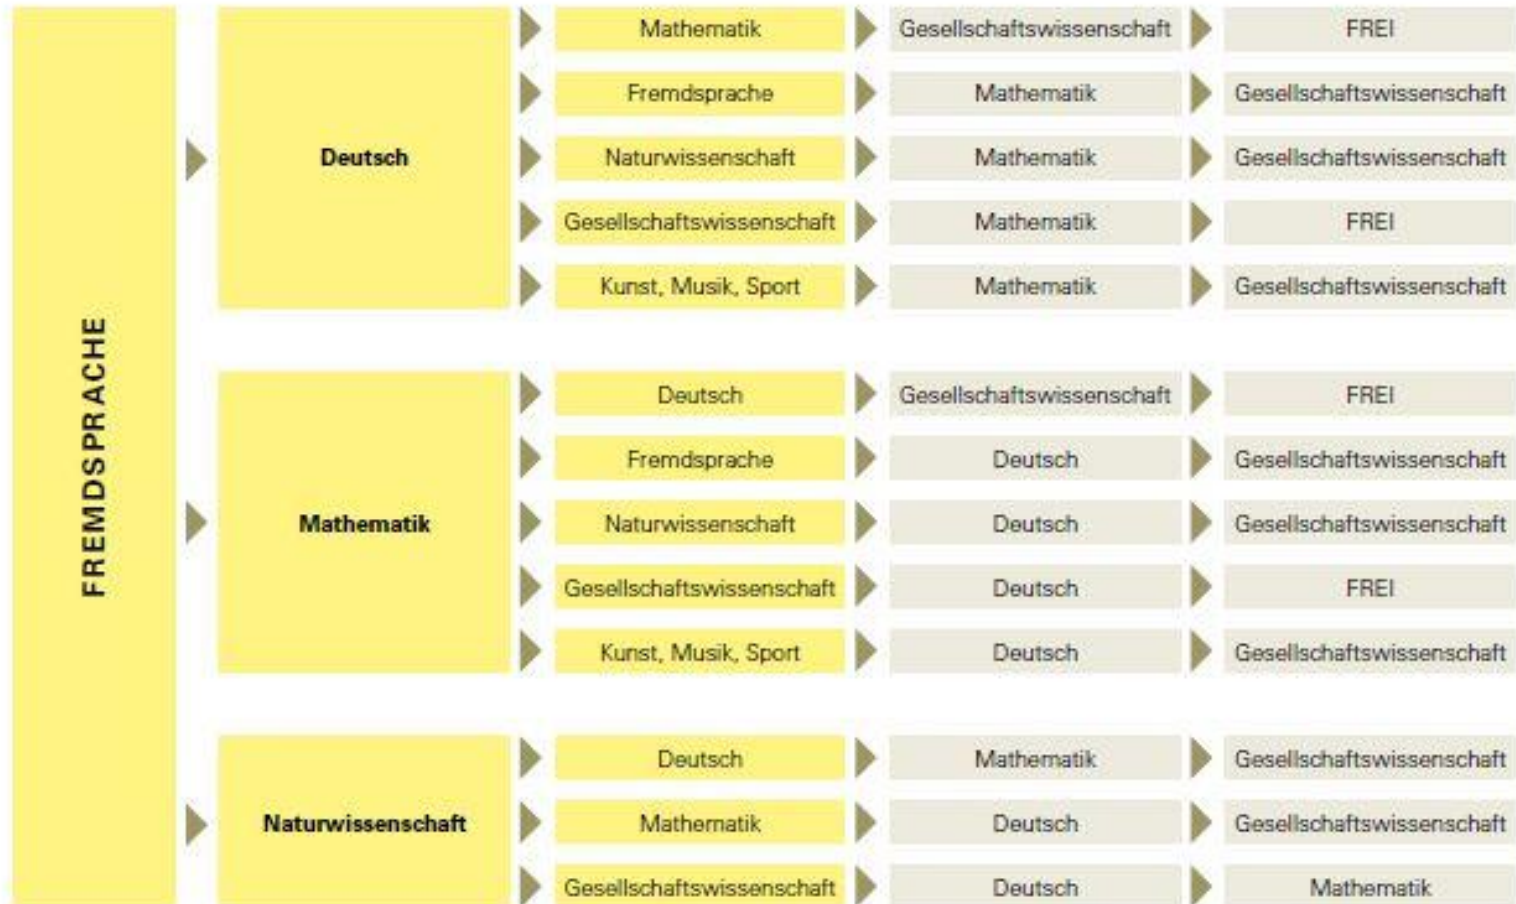 FREMDSPRACHE
Deutsch
Mathematik Gesellschaftswissenschaft FREI
Fremdsprache Mathematik Gesellschaftswissenschaft
Naturwissenschaft Mathematik Gesellschaftswissenschaft
Gesellschaftswissenschaft Mathematik FREI
Kunst, Musik, Sport Mathematik Gesellschaftswissenschaft
Mathematik
Deutsch Gesellschaftswissenschaft FREI
Fremdsprache Deutsch Gesellschaftswissenschaft
Naturwissenschaft Deutsch Gesellschaftswissenschaft
Gesellschaftswissenschaft Deutsch FREI
Kunst, Musik, Sport Deutsch Gesellschaftswissenschaft
Naturwissenschaft
Deutsch Mathematik Gesellschaftswissenschaft
Mathematik Deutsch Gesellschaftswissenschaft
Gesellschaftswissenschaft Deutsch Mathematik